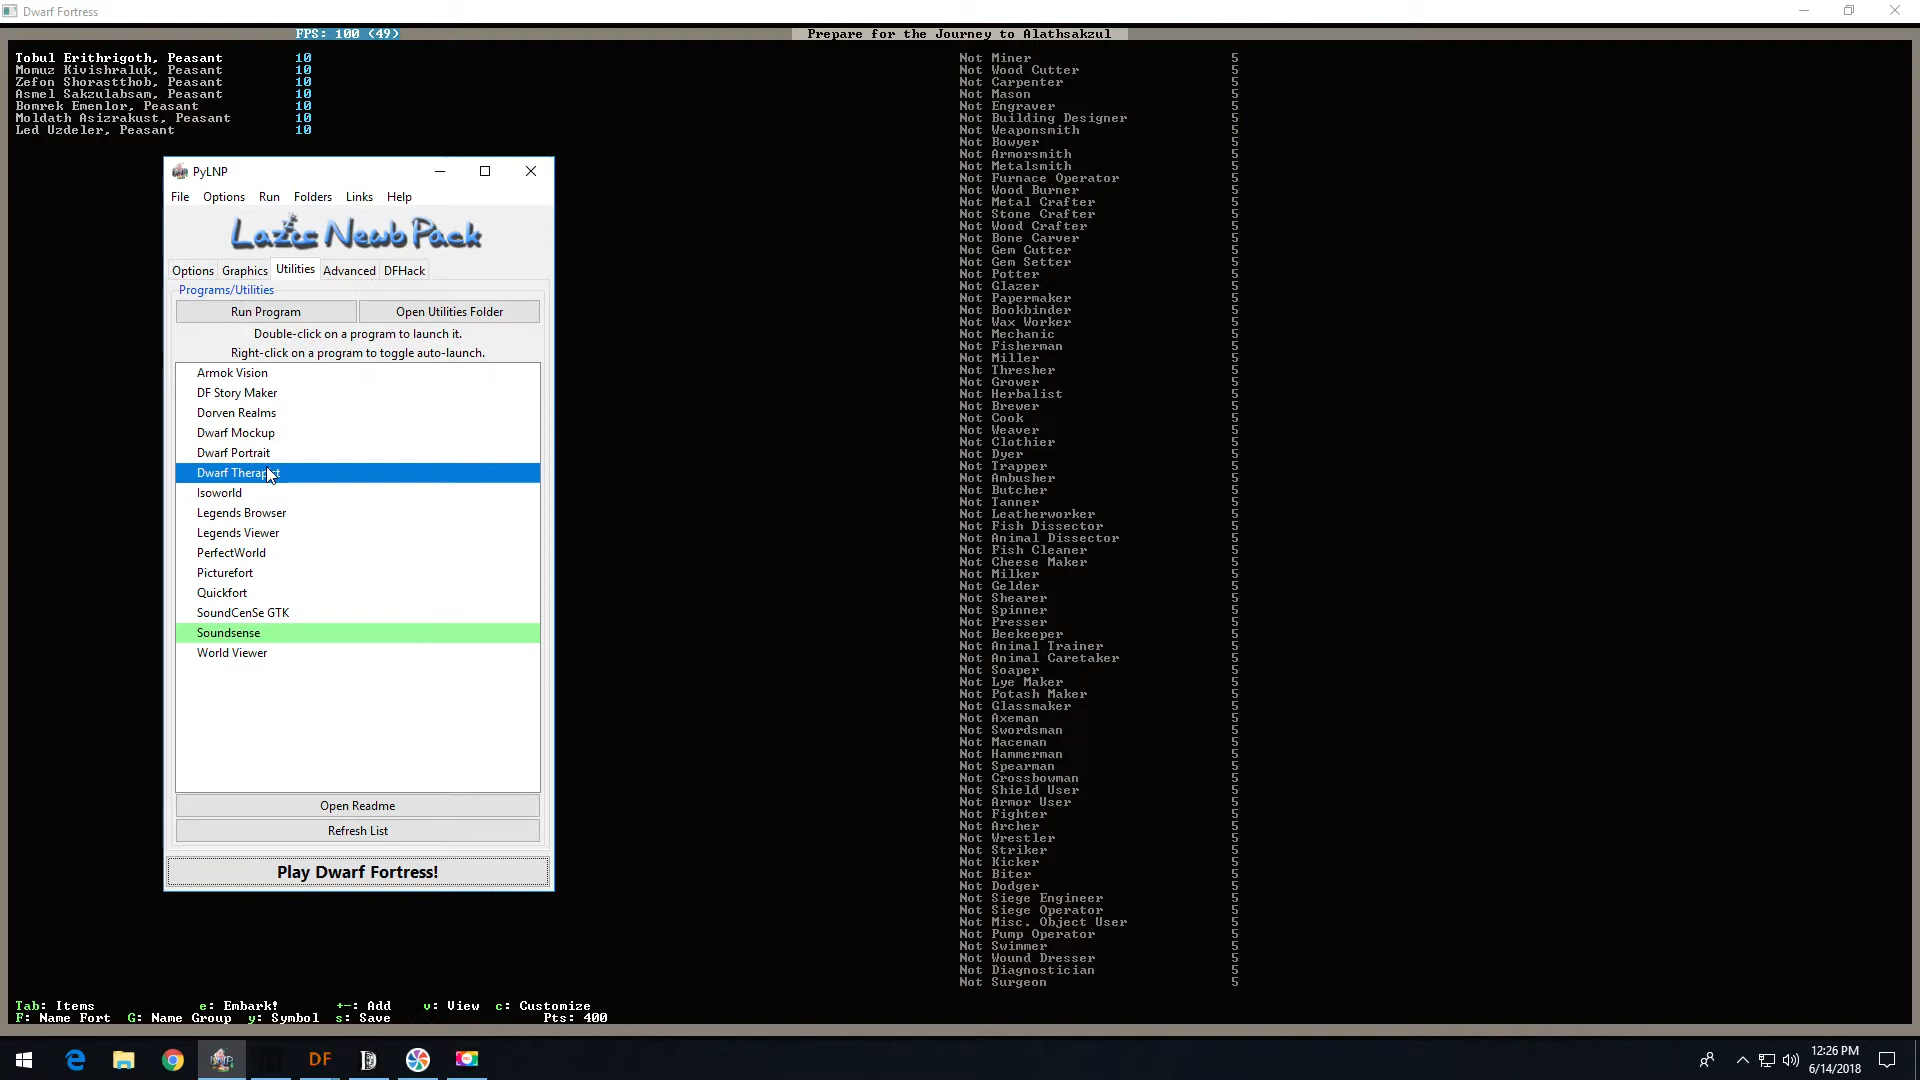 Dwarf Fortress
FPS: 100 (49)
Prepare for the Journey to Alathsakzul
Tobul Erithrigoth, Peasant 10
Momuz Kivishraluk, Peasant 10
Zefon Shorastthob, Peasant 10
Asmel Sakzulabsam, Peasant 10
Bomrek Emenlor, Peasant 10
Moldath Asizrakust, Peasant 10
Led Uzdeler, Peasant 10
PyLNP
File Options Run Folders Links Help
Lazy Newb Pack
Options Graphics Utilities Advanced DFHack
Programs/Utilities
Run Program Open Utilities Folder
Double-click on a program to launch it.
Right-click on a program to toggle auto-launch.
Armok Vision
DF Story Maker
Dorven Realms
Dwarf Mockup
Dwarf Portrait
Dwarf Therapist
Isoworld
Legends Browser
Legends Viewer
PerfectWorld
Picturefort
Quickfort
SoundCenSe GTK
Soundsense
World Viewer
Open Readme
Refresh List
Play Dwarf Fortress!
Not Miner 5
Not Wood Cutter 5
Not Carpenter 5
Not Mason 5
Not Engraver 5
Not Building Designer 5
Not Weaponsmith 5
Not Bowyer 5
Not Armorsmith 5
Not Metalsmith 5
Not Furnace Operator 5
Not Wood Burner 5
Not Metal Crafter 5
Not Stone Crafter 5
Not Wood Crafter 5
Not Bone Carver 5
Not Gem Cutter 5
Not Gem Setter 5
Not Potter 5
Not Glazer 5
Not Papermaker 5
Not Bookbinder 5
Not Wax Worker 5
Not Mechanic 5
Not Fisherman 5
Not Miller 5
Not Thresher 5
Not Grower 5
Not Herbalist 5
Not Brewer 5
Not Cook 5
Not Weaver 5
Not Clothier 5
Not Dyer 5
Not Trapper 5
Not Ambusher 5
Not Butcher 5
Not Tanner 5
Not Leatherworker 5
Not Fish Dissector 5
Not Animal Dissector 5
Not Fish Cleaner 5
Not Cheese Maker 5
Not Milker 5
Not Gelder 5
Not Shearer 5
Not Spinner 5
Not Presser 5
Not Beekeeper 5
Not Animal Trainer 5
Not Animal Caretaker 5
Not Soaper 5
Not Lye Maker 5
Not Potash Maker 5
Not Glassmaker 5
Not Axeman 5
Not Swordsman 5
Not Maceman 5
Not Hammerman 5
Not Spearman 5
Not Crossbowman 5
Not Shield User 5
Not Armor User 5
Not Fighter 5
Not Archer 5
Not Wrestler 5
Not Striker 5
Not Kicker 5
Not Biter 5
Not Dodger 5
Not Siege Engineer 5
Not Siege Operator 5
Not Misc. Object User 5
Not Pump Operator 5
Not Swimmer 5
Not Wound Dresser 5
Not Diagnostician 5
Not Surgeon 5
Tab: Items e: Embark! +-: Add v: View c: Customize
F: Name Fort G: Name Group y: Symbol s: Save Pts: 400
DF
12:26 PM
6/14/2018